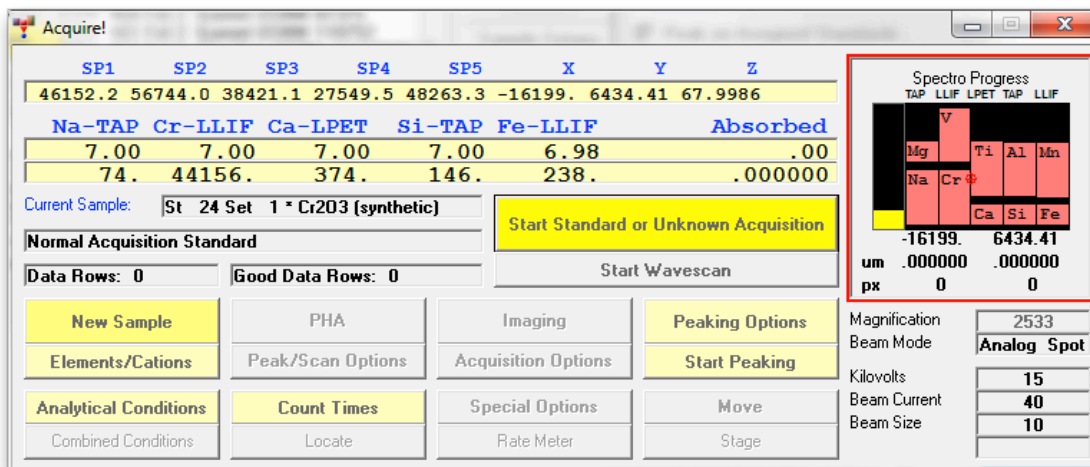 Acquire!
SP1 SP2 SP3 SP4 SP5 X Y Z
46152.2 56744.0 38421.1 27549.5 48263.3 -16199. 6434.41 67.9986
Na-TAP Cr-LLIF Ca-LPET Si-TAP Fe-LLIF Absorbed
7.00 7.00 7.00 7.00 6.98 .00
74. 44156. 374. 146. 238. .000000
Current Sample: St 24 Set 1 * Cr2O3 (synthetic)
Normal Acquisition Standard
Data Rows: 0 Good Data Rows: 0
Start Standard or Unknown Acquisition
Start Wavescan
New Sample PHA Imaging Peaking Options
Elements/Cations Peak/Scan Options Acquisition Options Start Peaking
Analytical Conditions Count Times Special Options Move
Combined Conditions Locate Rate Meter Stage
Spectro Progress
TAP LLIF LPET TAP LLIF
V
Mg Ti Al Mn
Na Cr
Ca Si Fe
-16199. 6434.41
um .000000 .000000
px 0 0
Magnification 2533
Beam Mode Analog Spot
Kilovolts 15
Beam Current 40
Beam Size 10